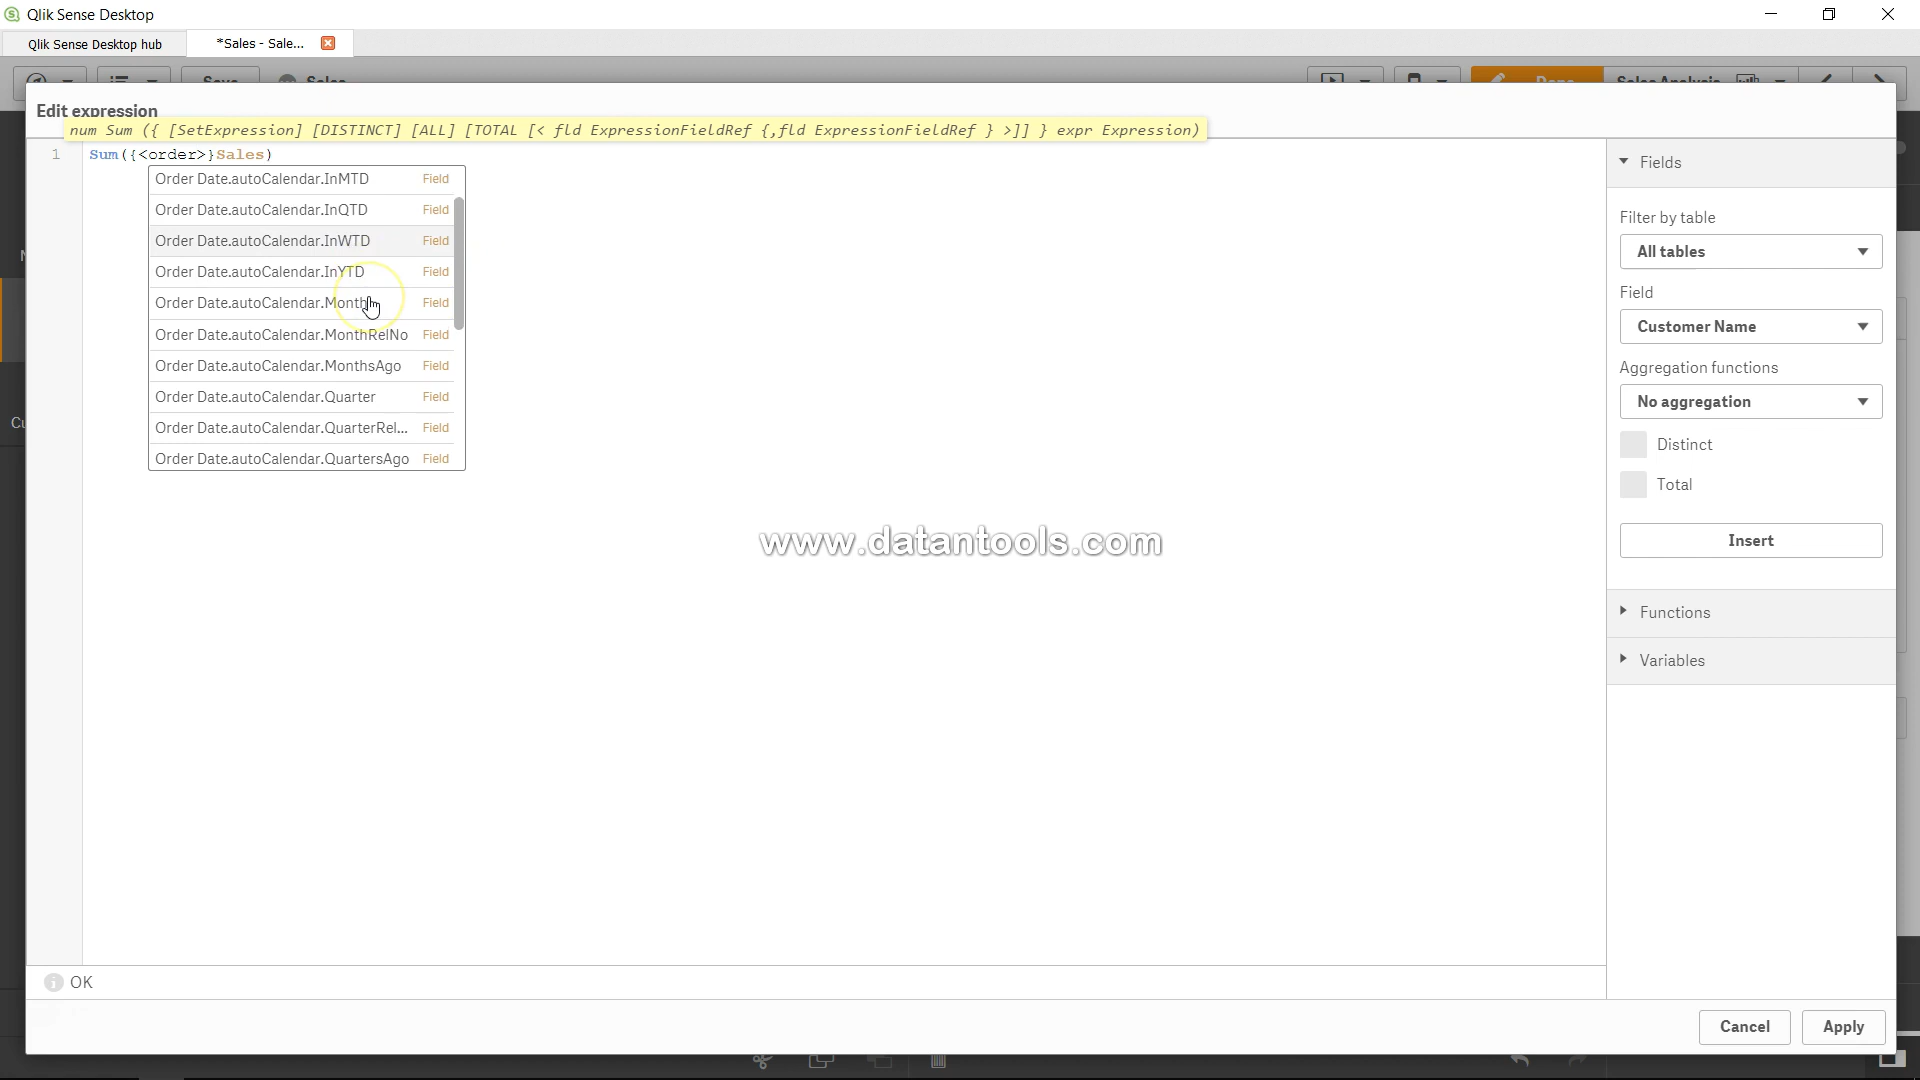 Qlik Sense Desktop
Qlik Sense Desktop hub
*Sales - Sale...
Save
Sales
Done
Sales Analysis
Edit expression
num Sum ({ [SetExpression] [DISTINCT] [ALL] [TOTAL [< fld ExpressionFieldRef {,fld ExpressionFieldRef } >]] } expr Expression)
1 Sum({<order>}Sales)
Order Date.autoCalendar.InMTD Field
Order Date.autoCalendar.InQTD Field
Order Date.autoCalendar.InWTD Field
Order Date.autoCalendar.InYTD Field
Order Date.autoCalendar.Month Field
Order Date.autoCalendar.MonthRelNo Field
Order Date.autoCalendar.MonthsAgo Field
Order Date.autoCalendar.Quarter Field
Order Date.autoCalendar.QuarterRel... Field
Order Date.autoCalendar.QuartersAgo Field
www.datantools.com
Fields
Filter by table
All tables
Field
Customer Name
Aggregation functions
No aggregation
Distinct
Total
Insert
Functions
Variables
OK
Cancel
Apply